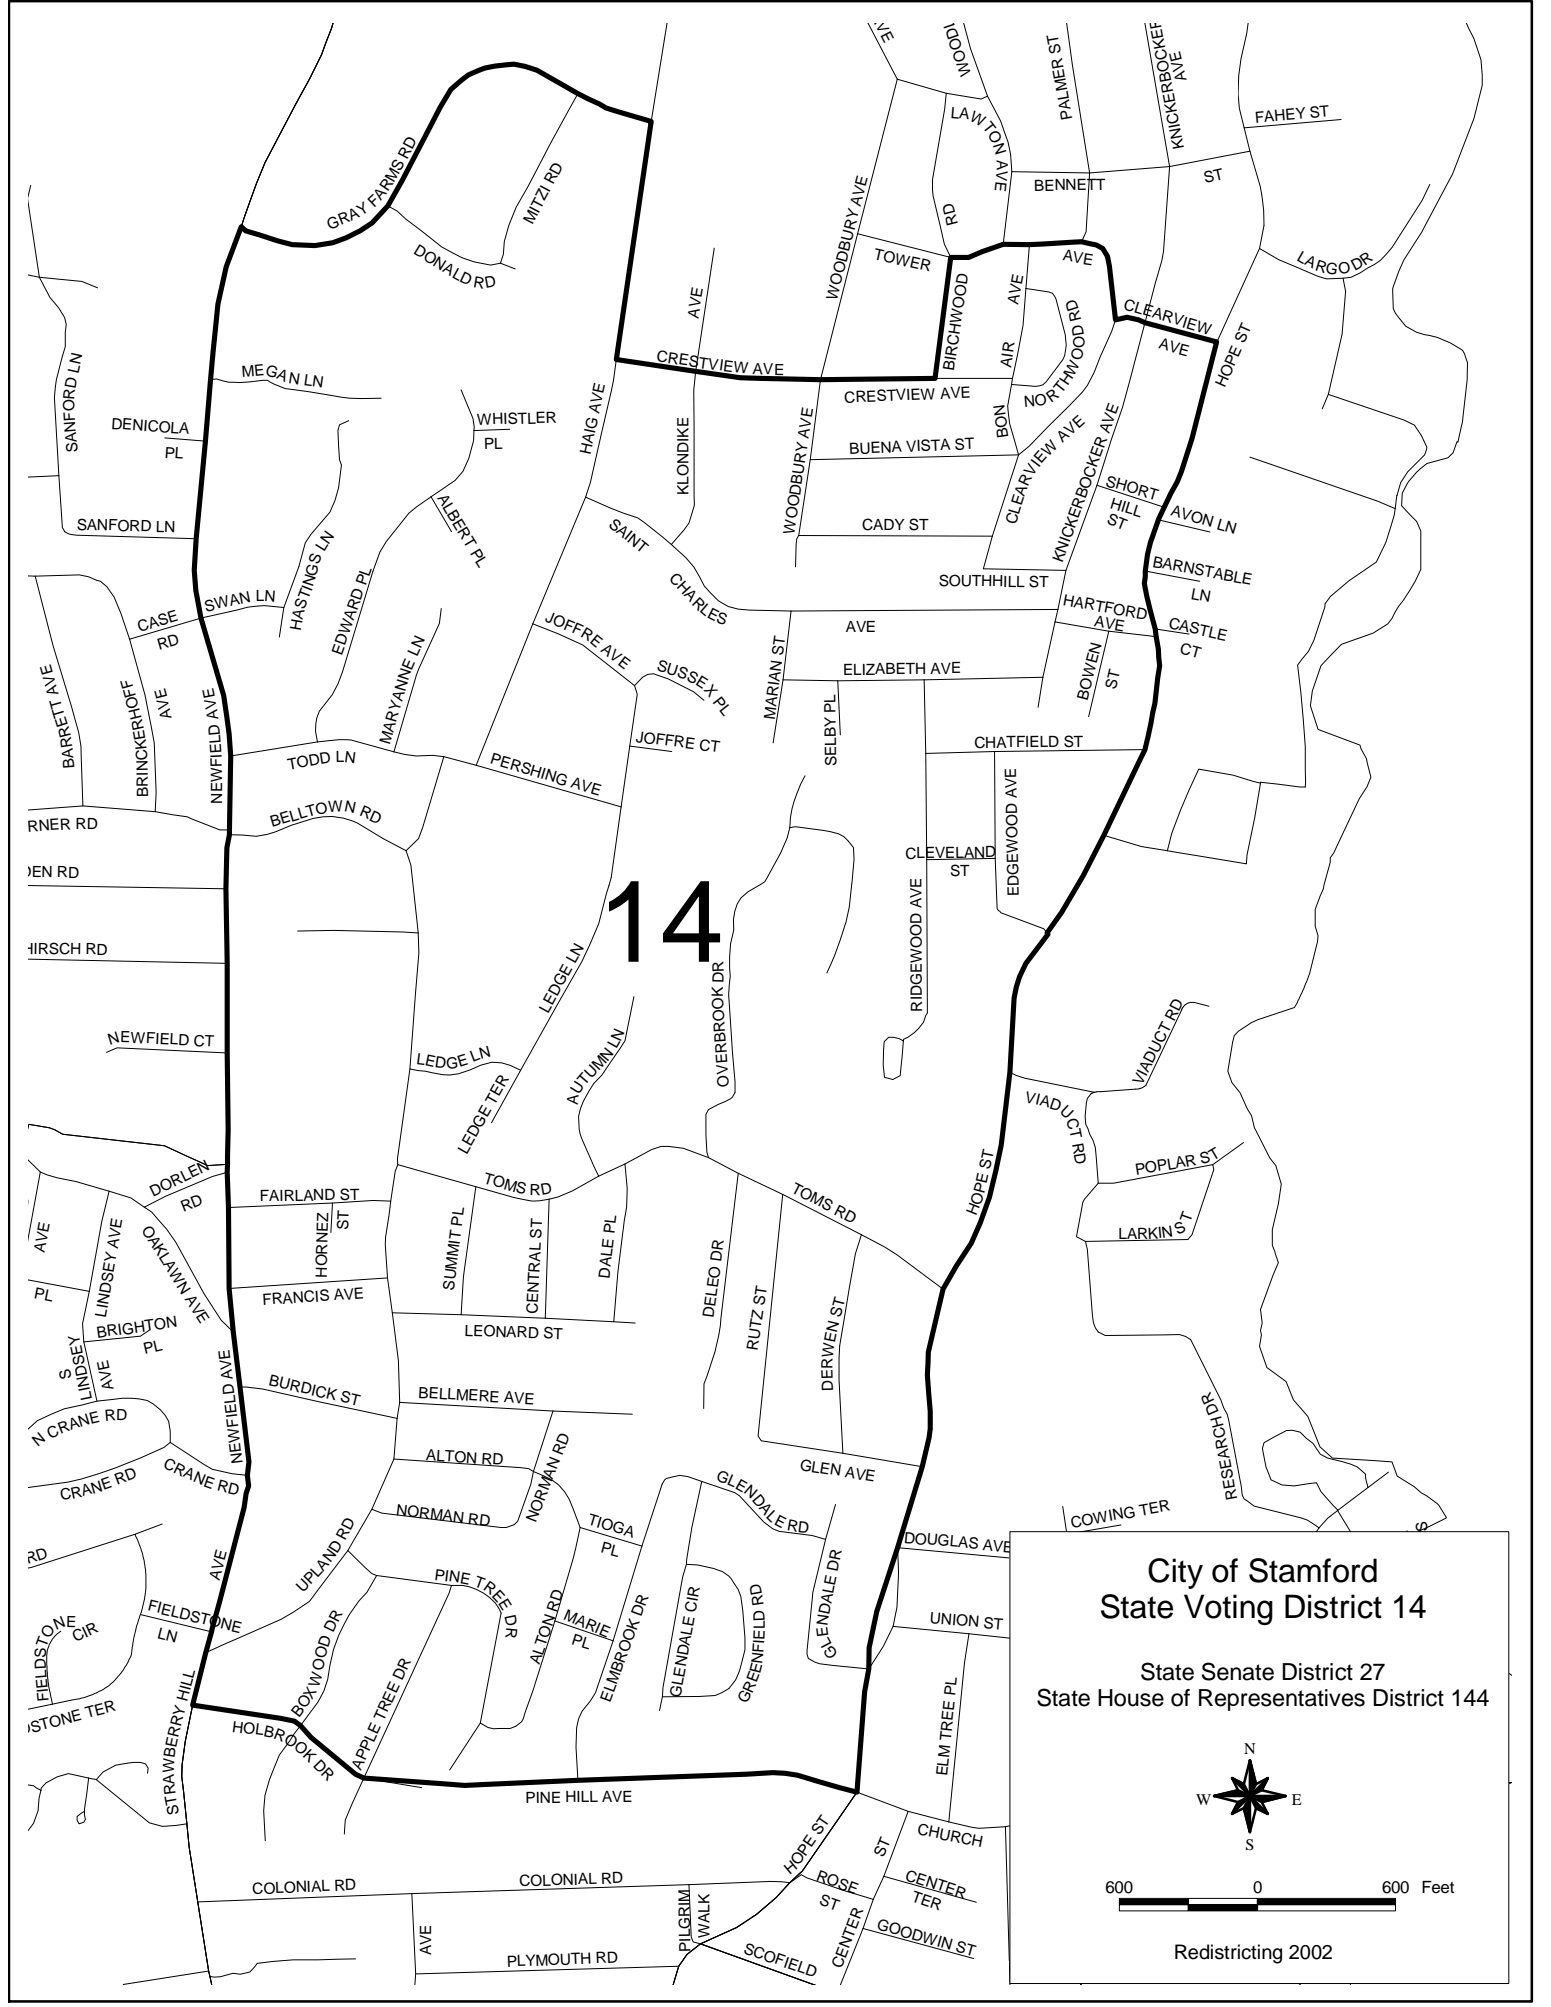 AVE
WOODI
PALMER ST
KNICKERBOCKER
AVE
FAHEY ST
LAWTON AVE
GRAY FARMS RD
MITZI RD
BENNETT
ST
WOODBURY AVE
RD
DONALD RD
TOWER
AVE
LARGO DR
AVE
BIRCHWOOD
AVE
NORTHWOOD RD
CLEARVIEW
AVE
HOPE ST
SANFORD LN
MEGAN LN
CRESTVIEW AVE
AIR
CRESTVIEW AVE
DENICOLA
PL
WHISTLER
PL
HAIG AVE
KLONDIKE
WOODBURY AVE
BUENA VISTA ST
BON
CLEARVIEW AVE
KNICKERBOCKER AVE
SHORT
HILL
ST
AVON LN
SANFORD LN
ALBERT PL
SAINT
CADY ST
HASTINGS LN
EDWARD PL
CHARLES
SOUTHHILL ST
BARNSTABLE
LN
CASE
RD
SWAN LN
JOFFRE AVE
AVE
HARTFORD
AVE
CASTLE
CT
BARRETT AVE
BRINCKERHOFF
AVE
NEWFIELD AVE
MARYANNE LN
SUSSEX PL
MARIAN ST
ELIZABETH AVE
BOWEN
ST
SELBY PL
JOFFRE CT
CHATFIELD ST
TODD LN
PERSHING AVE
BELLTOWN RD
EDGEWOOD AVE
RNER RD
DEN RD
CLEVELAND
ST
14
HIRSCH RD
LEDGE LN
OVERBROOK DR
RIDGEWOOD AVE
NEWFIELD CT
LEDGE LN
AUTUMN LN
LEDGE TER
VIADUCT RD
VIADUCT RD
DORLEN
RD
POPLAR ST
FAIRLAND ST
TOMS RD
TOMS RD
HOPE ST
AVE
LINDSEY AVE
OAKLAWN AVE
HORNEZ
ST
SUMMIT PL
CENTRAL ST
DALE PL
DELEO DR
LARKIN ST
PL
FRANCIS AVE
RUTZ ST
DERWEN ST
BRIGHTON
PL
LEONARD ST
S
LINDSEY
AVE
NEWFIELD AVE
BURDICK ST
BELLMERE AVE
N CRANE RD
RESEARCH DR
ALTON RD
NORMAN RD
GLEN AVE
CRANE RD
CRANE RD
GLENDALE RD
NORMAN RD
TIOGA
PL
COWING TER
S
RD
AVE
UPLAND RD
DOUGLAS AVE
PINE TREE DR
GLENDALE DR
FIELDSTONE
CIR
FIELDSTONE
LN
BOXWOOD DR
ALTON RD
MARIE
PL
ELMBROOK DR
GLENDALE CIR
GREENFIELD RD
UNION ST
FIELDSTONE
DSTONE TER
STRAWBERRY HILL
HOLBROOK DR
APPLE TREE DR
ELM TREE PL
PINE HILL AVE
HOPE ST
ST
CHURCH
COLONIAL RD
COLONIAL RD
ROSE
ST
CENTER
TER
AVE
PILGRIM
WALK
CENTER
GOODWIN ST
PLYMOUTH RD
SCOFIELD
City of Stamford
State Voting District 14
State Senate District 27
State House of Representatives District 144
N
W E
S
600 0 600 Feet
Redistricting 2002